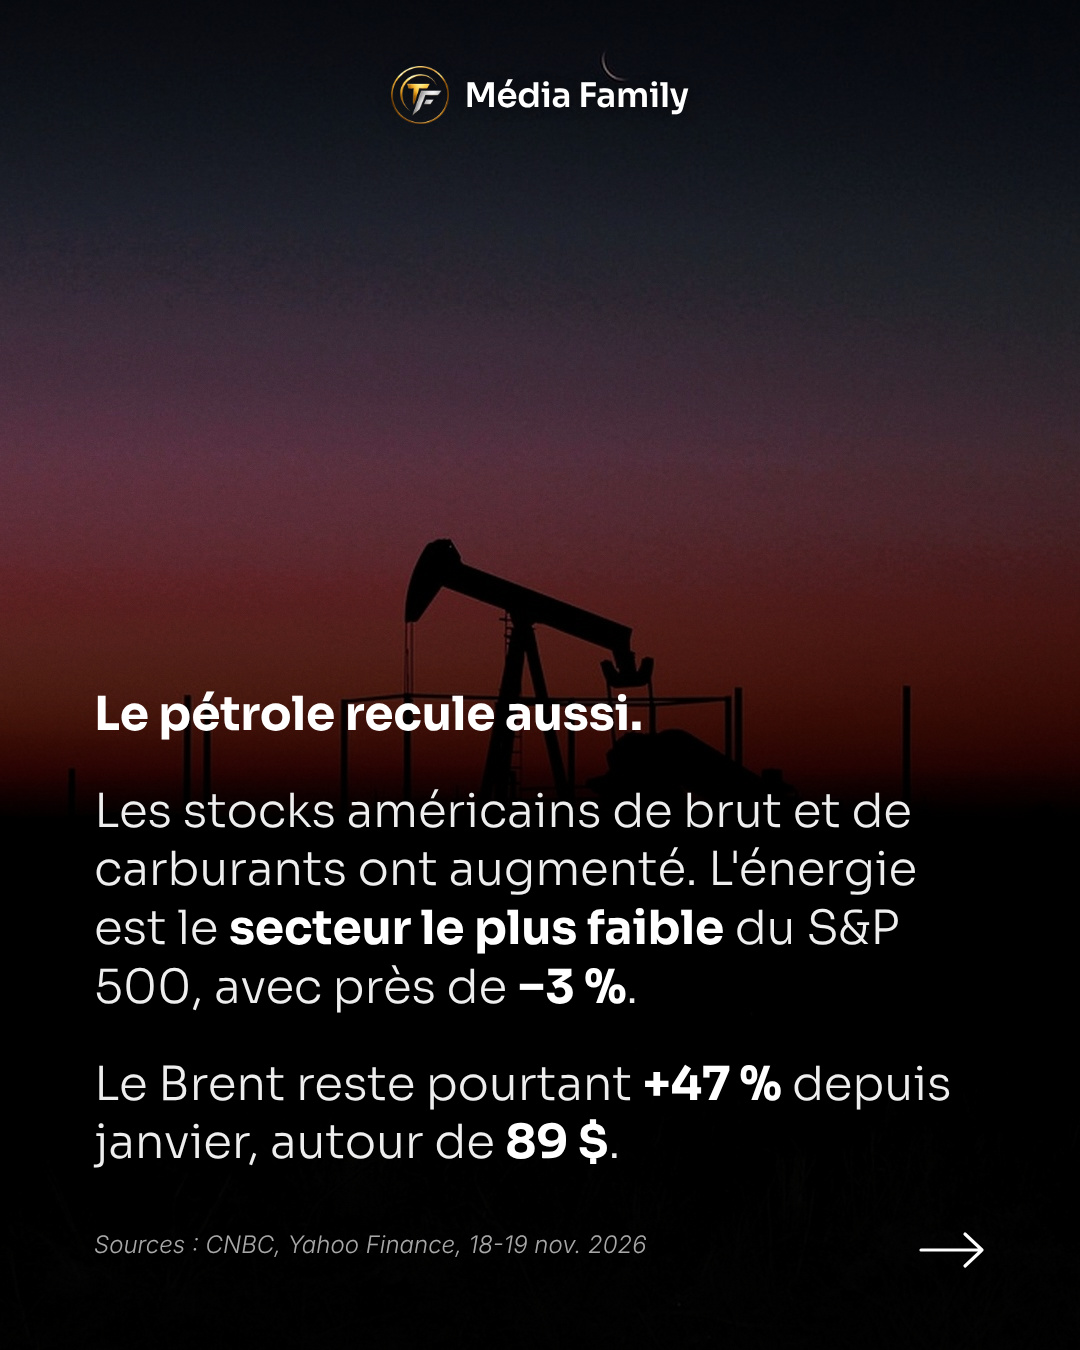 TF Média Family
Le pétrole recule aussi.
Les stocks américains de brut et de
carburants ont augmenté. L'énergie
est le secteur le plus faible du S&P
500, avec près de −3 %.
Le Brent reste pourtant +47 % depuis
janvier, autour de 89 $.
Sources : CNBC, Yahoo Finance, 18-19 nov. 2026